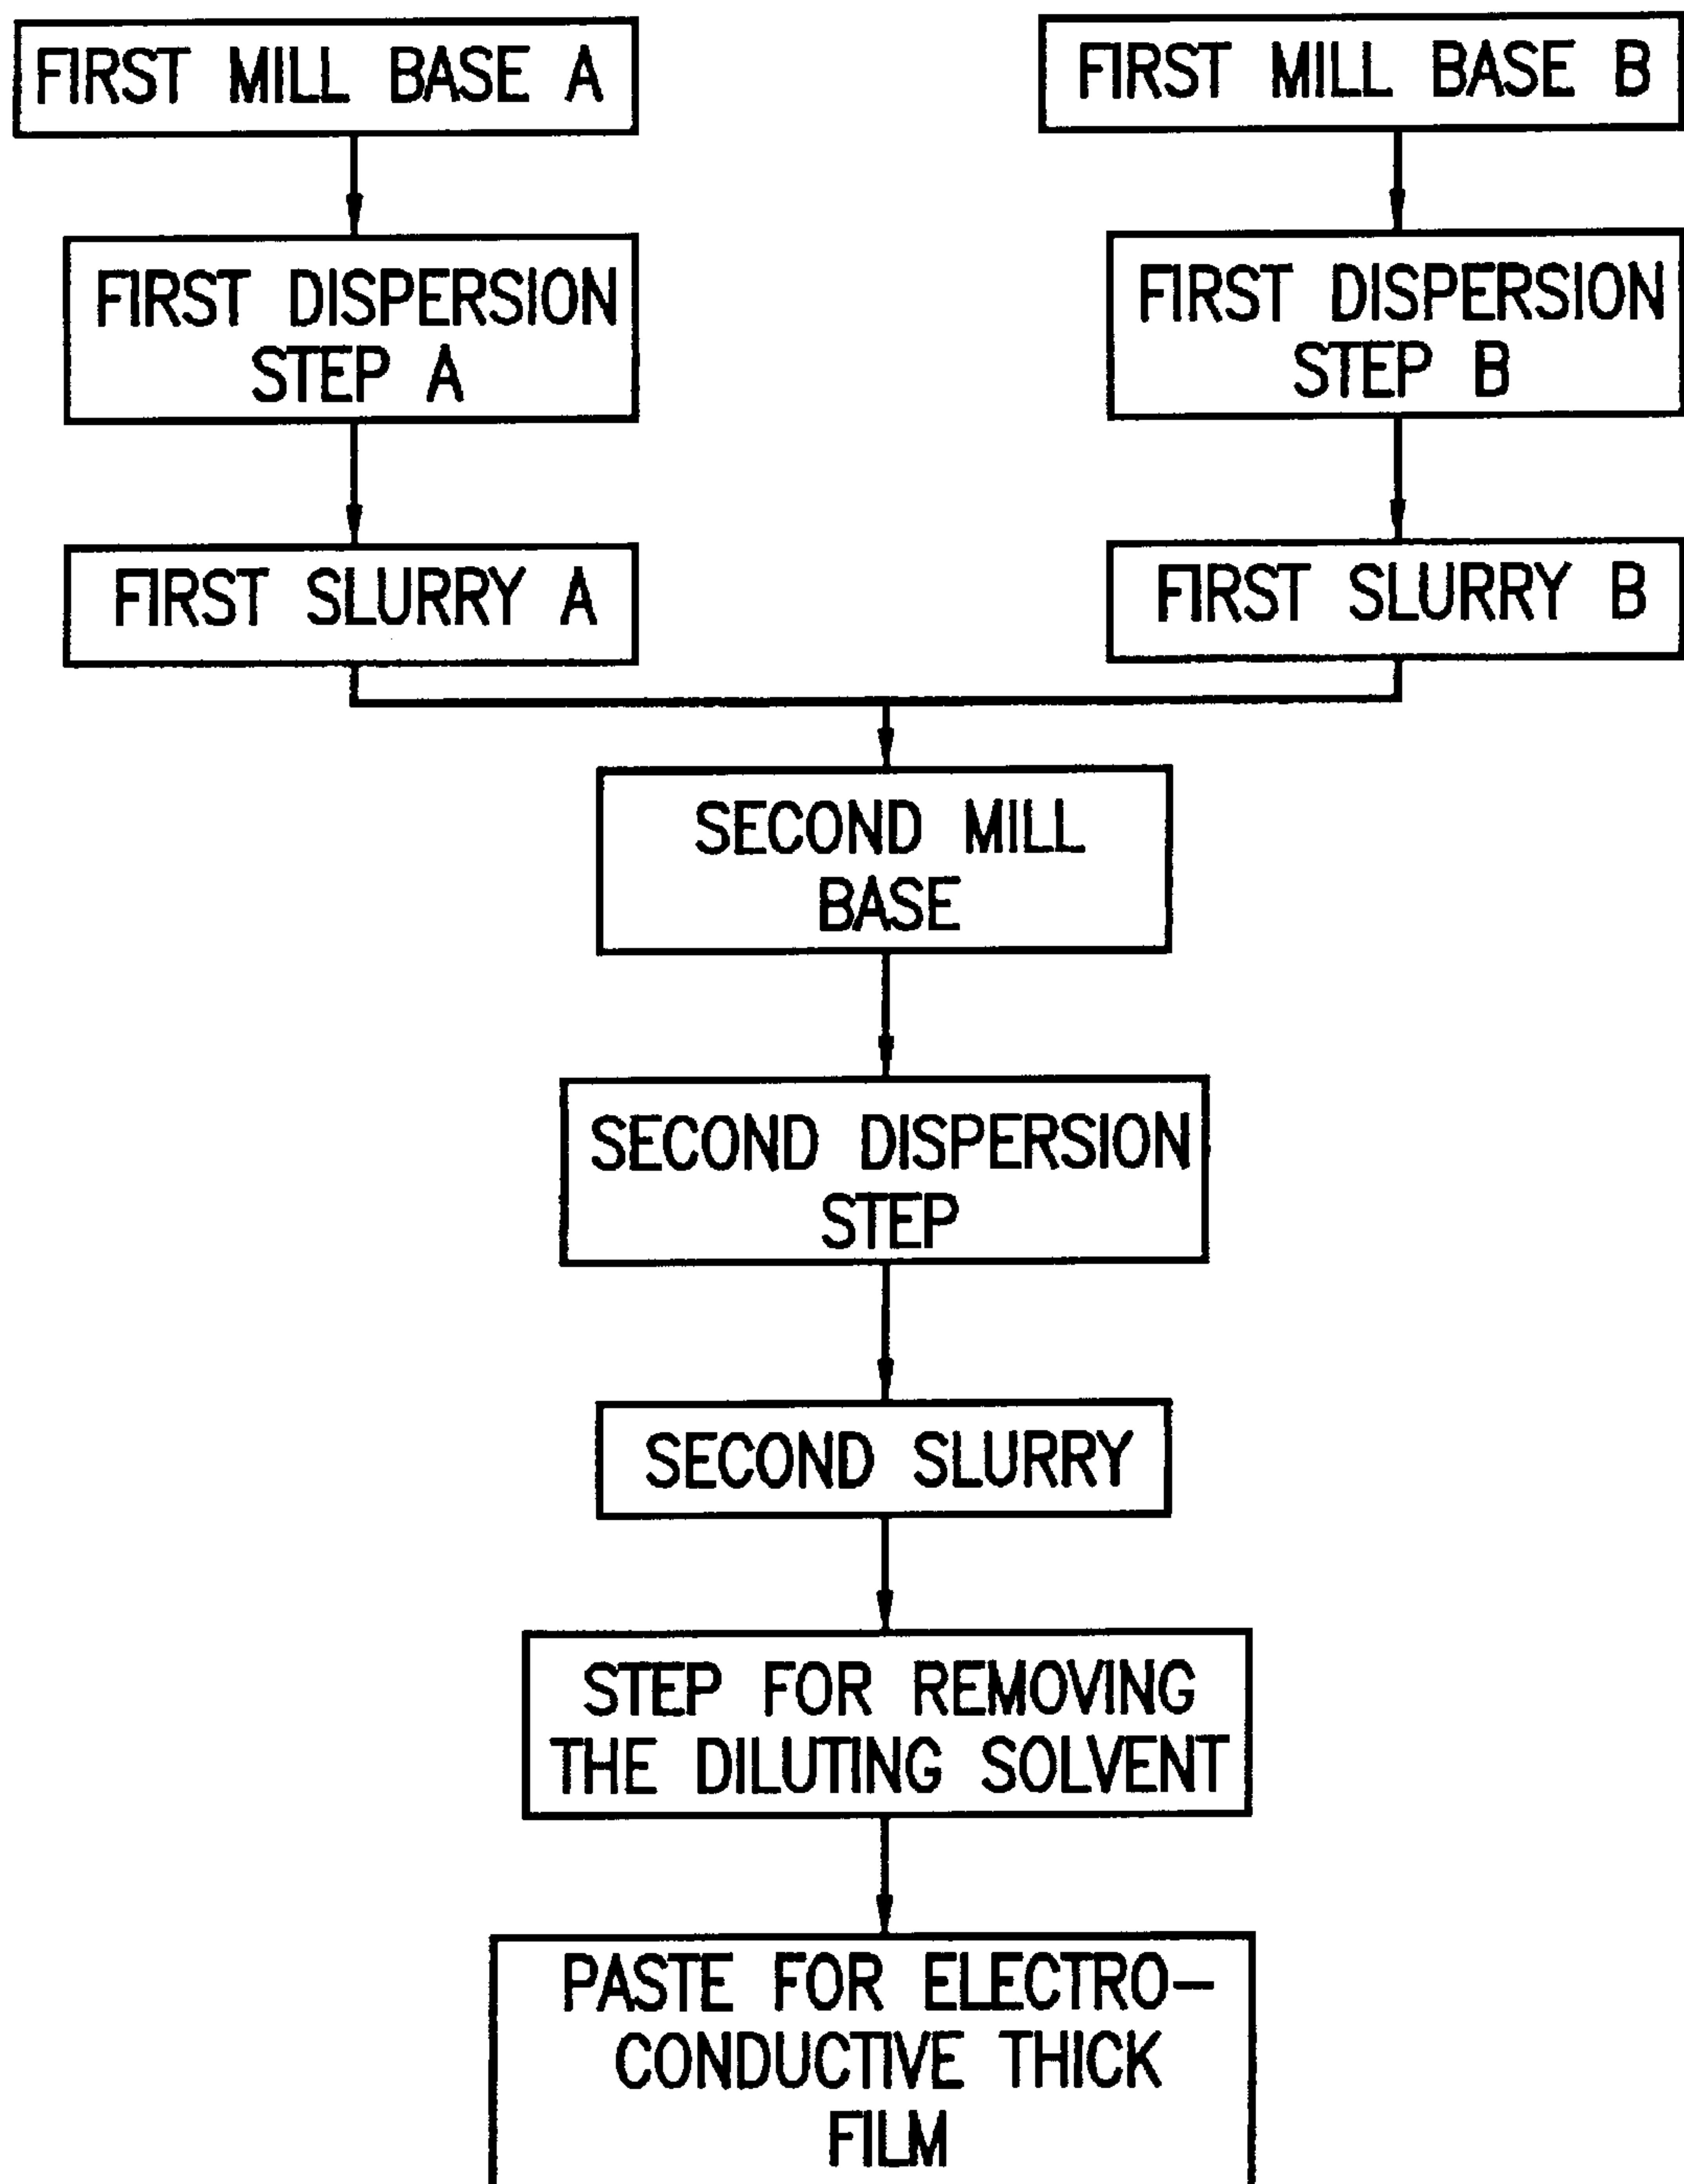 FIRST MILL BASE A
FIRST MILL BASE B
FIRST DISPERSION
STEP A
FIRST DISPERSION
STEP B
FIRST SLURRY A
FIRST SLURRY B
SECOND MILL
BASE
SECOND DISPERSION
STEP
SECOND SLURRY
STEP FOR REMOVING
THE DILUTING SOLVENT
PASTE FOR ELECTRO-
CONDUCTIVE THICK
FILM